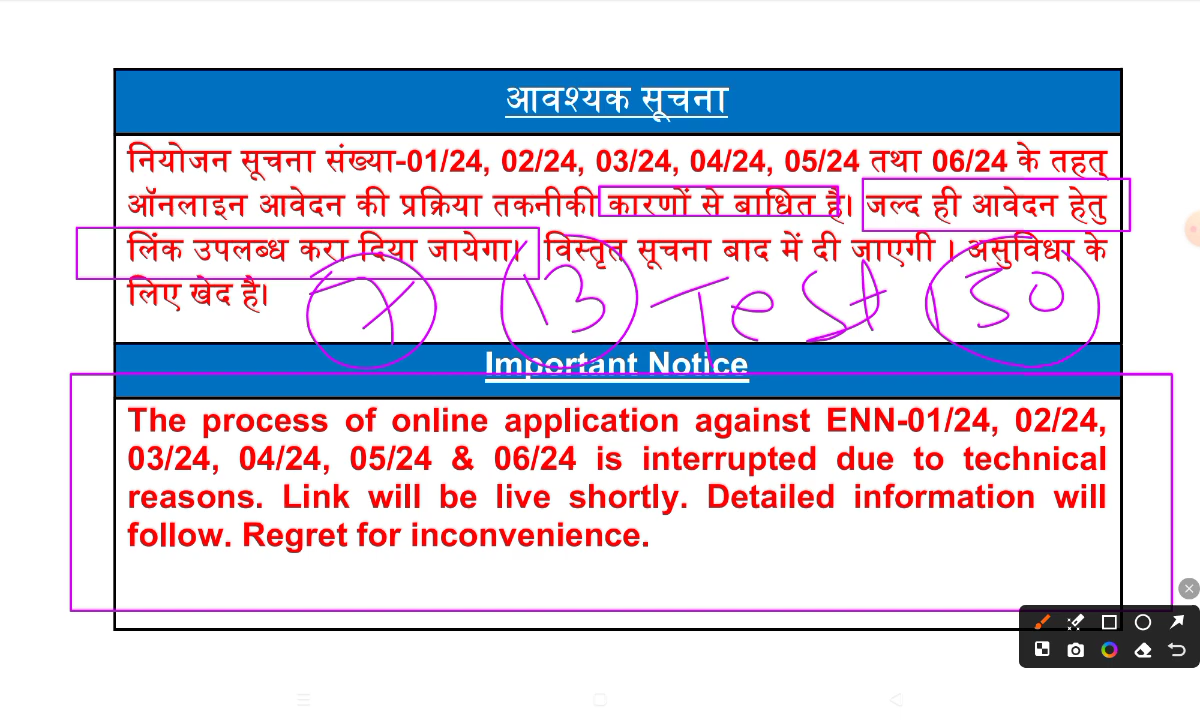 आवश्यक सूचना
नियोजन सूचना संख्या-01/24, 02/24, 03/24, 04/24, 05/24 तथा 06/24 के तहत्
ऑनलाइन आवेदन की प्रक्रिया तकनीकी कारणों से बाधित है। जल्द ही आवेदन हेतु
लिंक उपलब्ध करा दिया जायेगा। विस्तृत सूचना बाद में दी जाएगी । असुविधा के
लिए खेद है।
13 Test 130
Important Notice
The process of online application against ENN-01/24, 02/24,
03/24, 04/24, 05/24 & 06/24 is interrupted due to technical
reasons. Link will be live shortly. Detailed information will
follow. Regret for inconvenience.